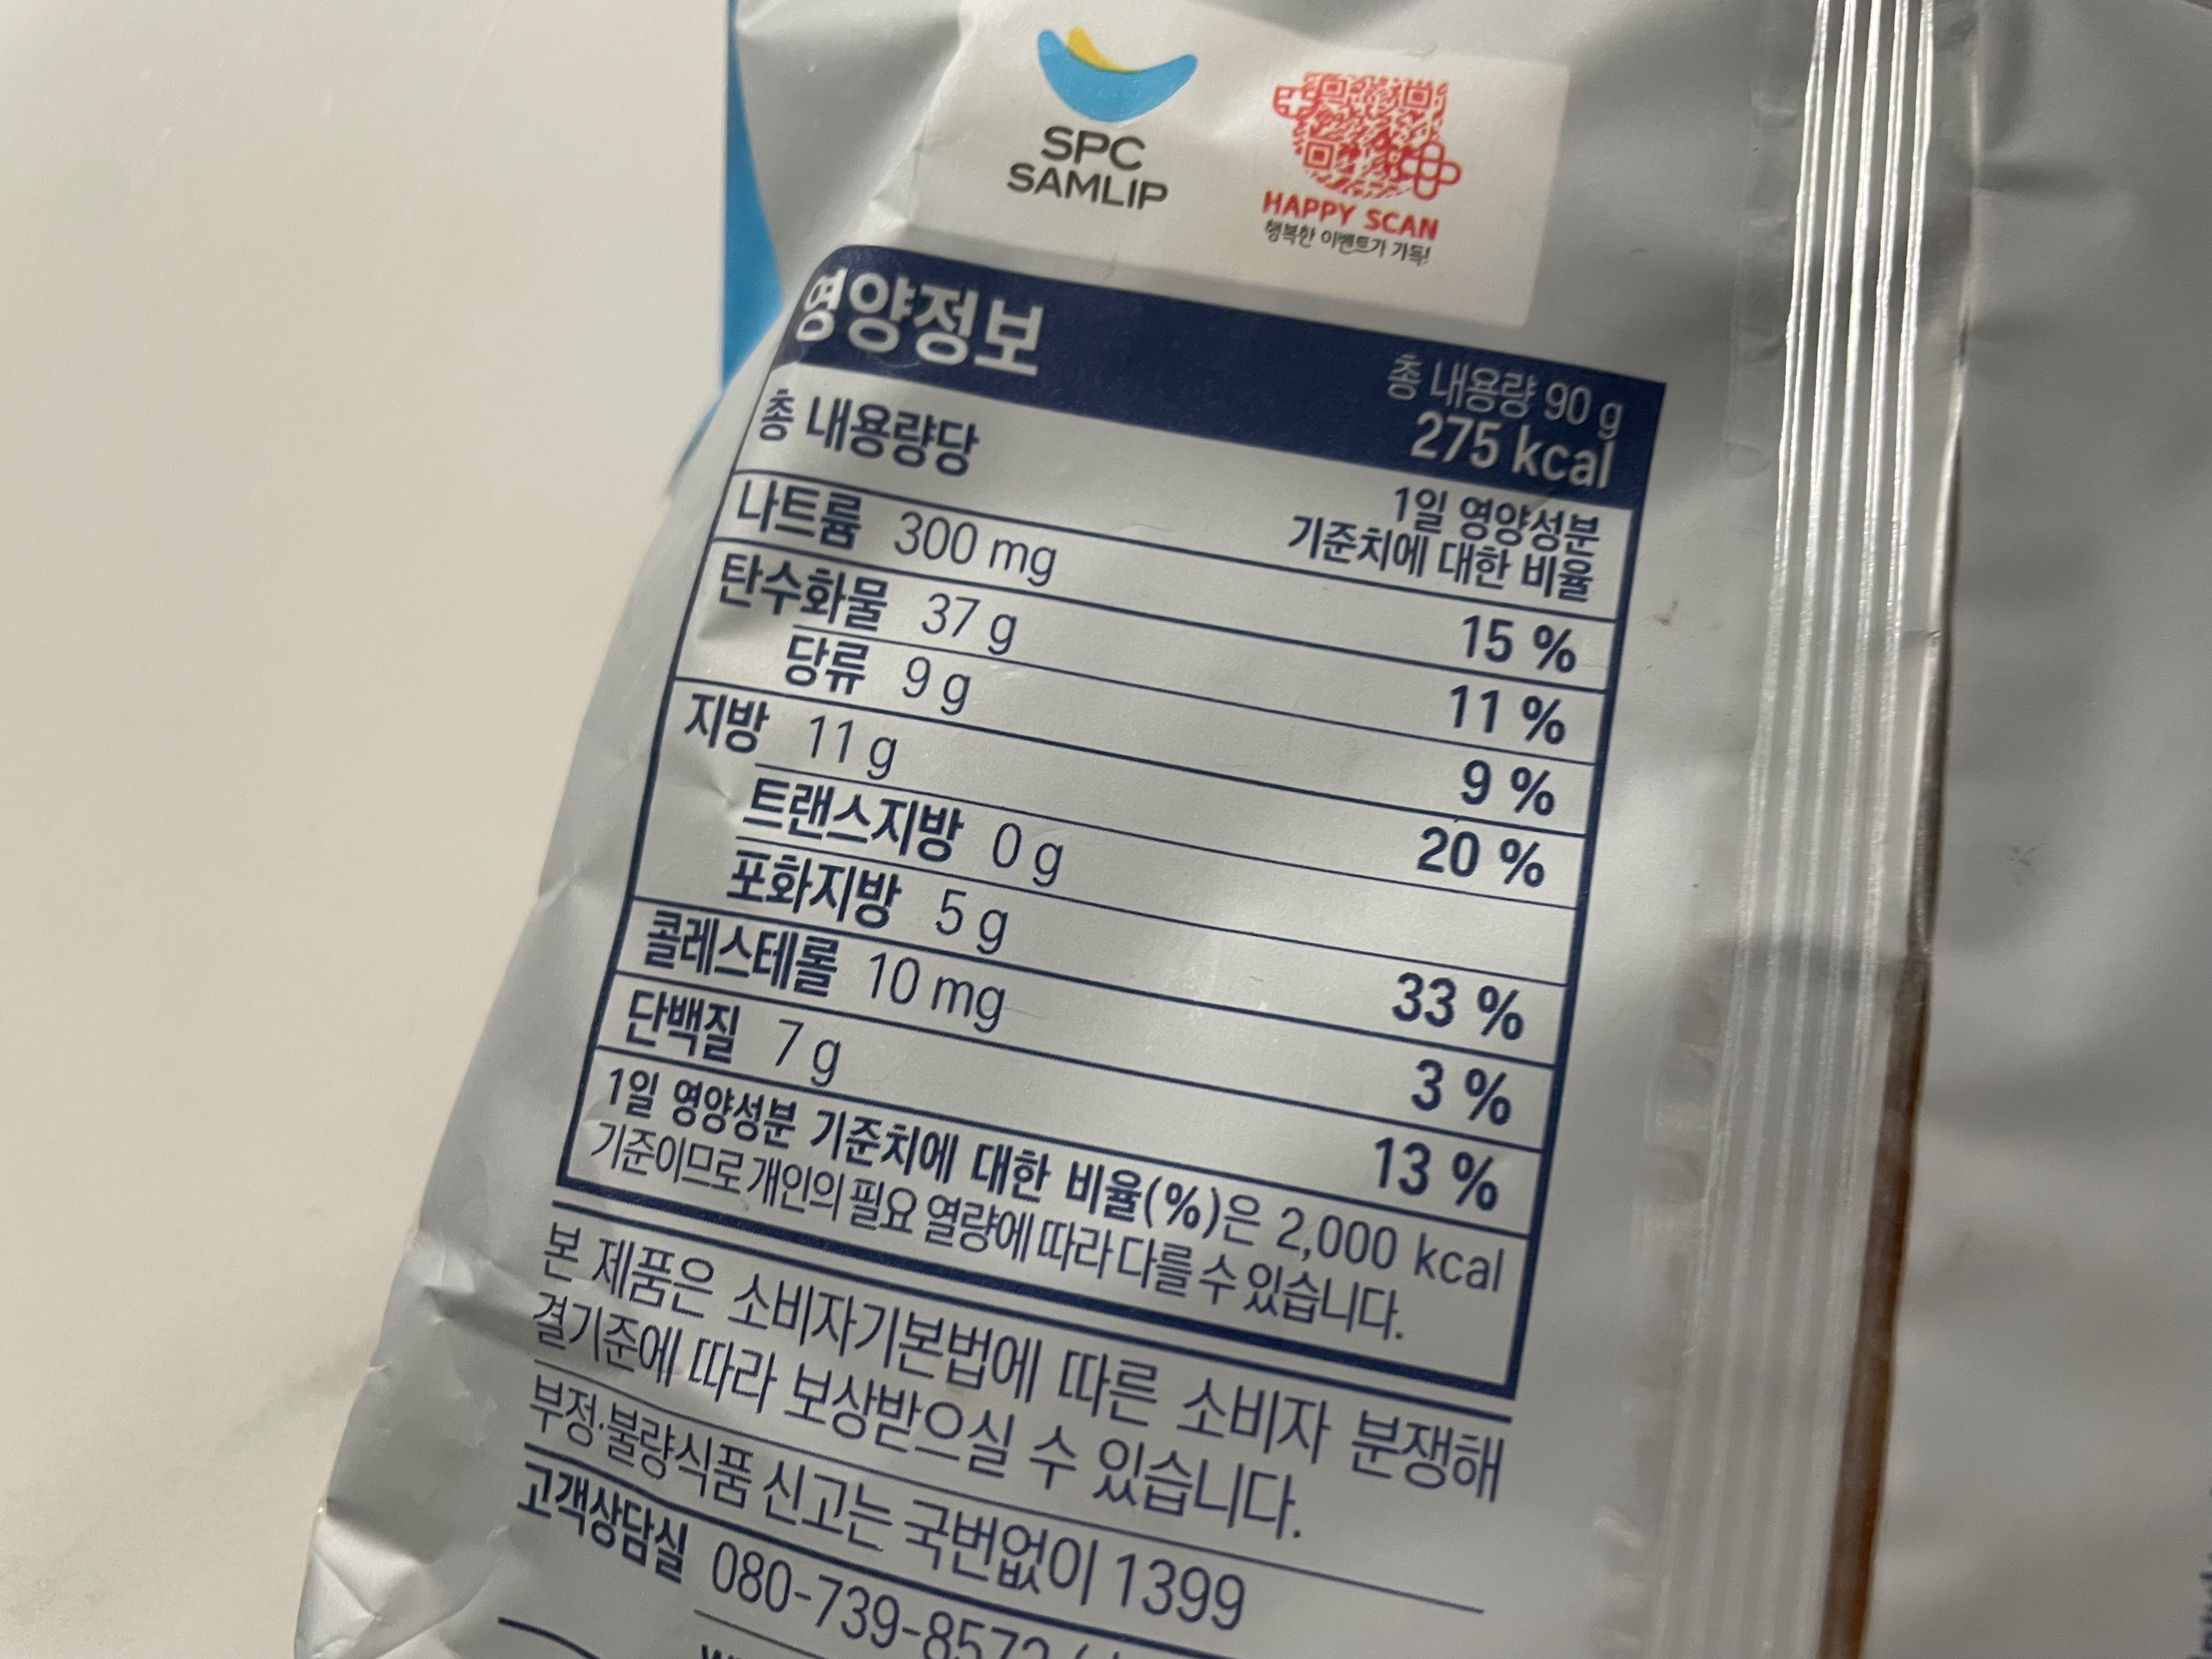 SPC
SAMLIP
HAPPY SCAN
행복한 이벤트가 가득!
영양정보
총 내용량 90 g
275 kcal
총 내용량당
1일 영양성분
기준치에 대한 비율
나트륨 300 mg 15 %
탄수화물 37 g 11 %
당류 9 g 9 %
지방 11 g 20 %
트랜스지방 0 g
포화지방 5 g 33 %
콜레스테롤 10 mg 3 %
단백질 7 g 13 %
1일 영양성분 기준치에 대한 비율(%)은 2,000 kcal
기준이므로 개인의 필요 열량에 따라 다를 수 있습니다.
본 제품은 소비자기본법에 따른 소비자 분쟁해
결기준에 따라 보상받으실 수 있습니다.
부정·불량식품 신고는 국번없이 1399
고객상담실 080-739-8572